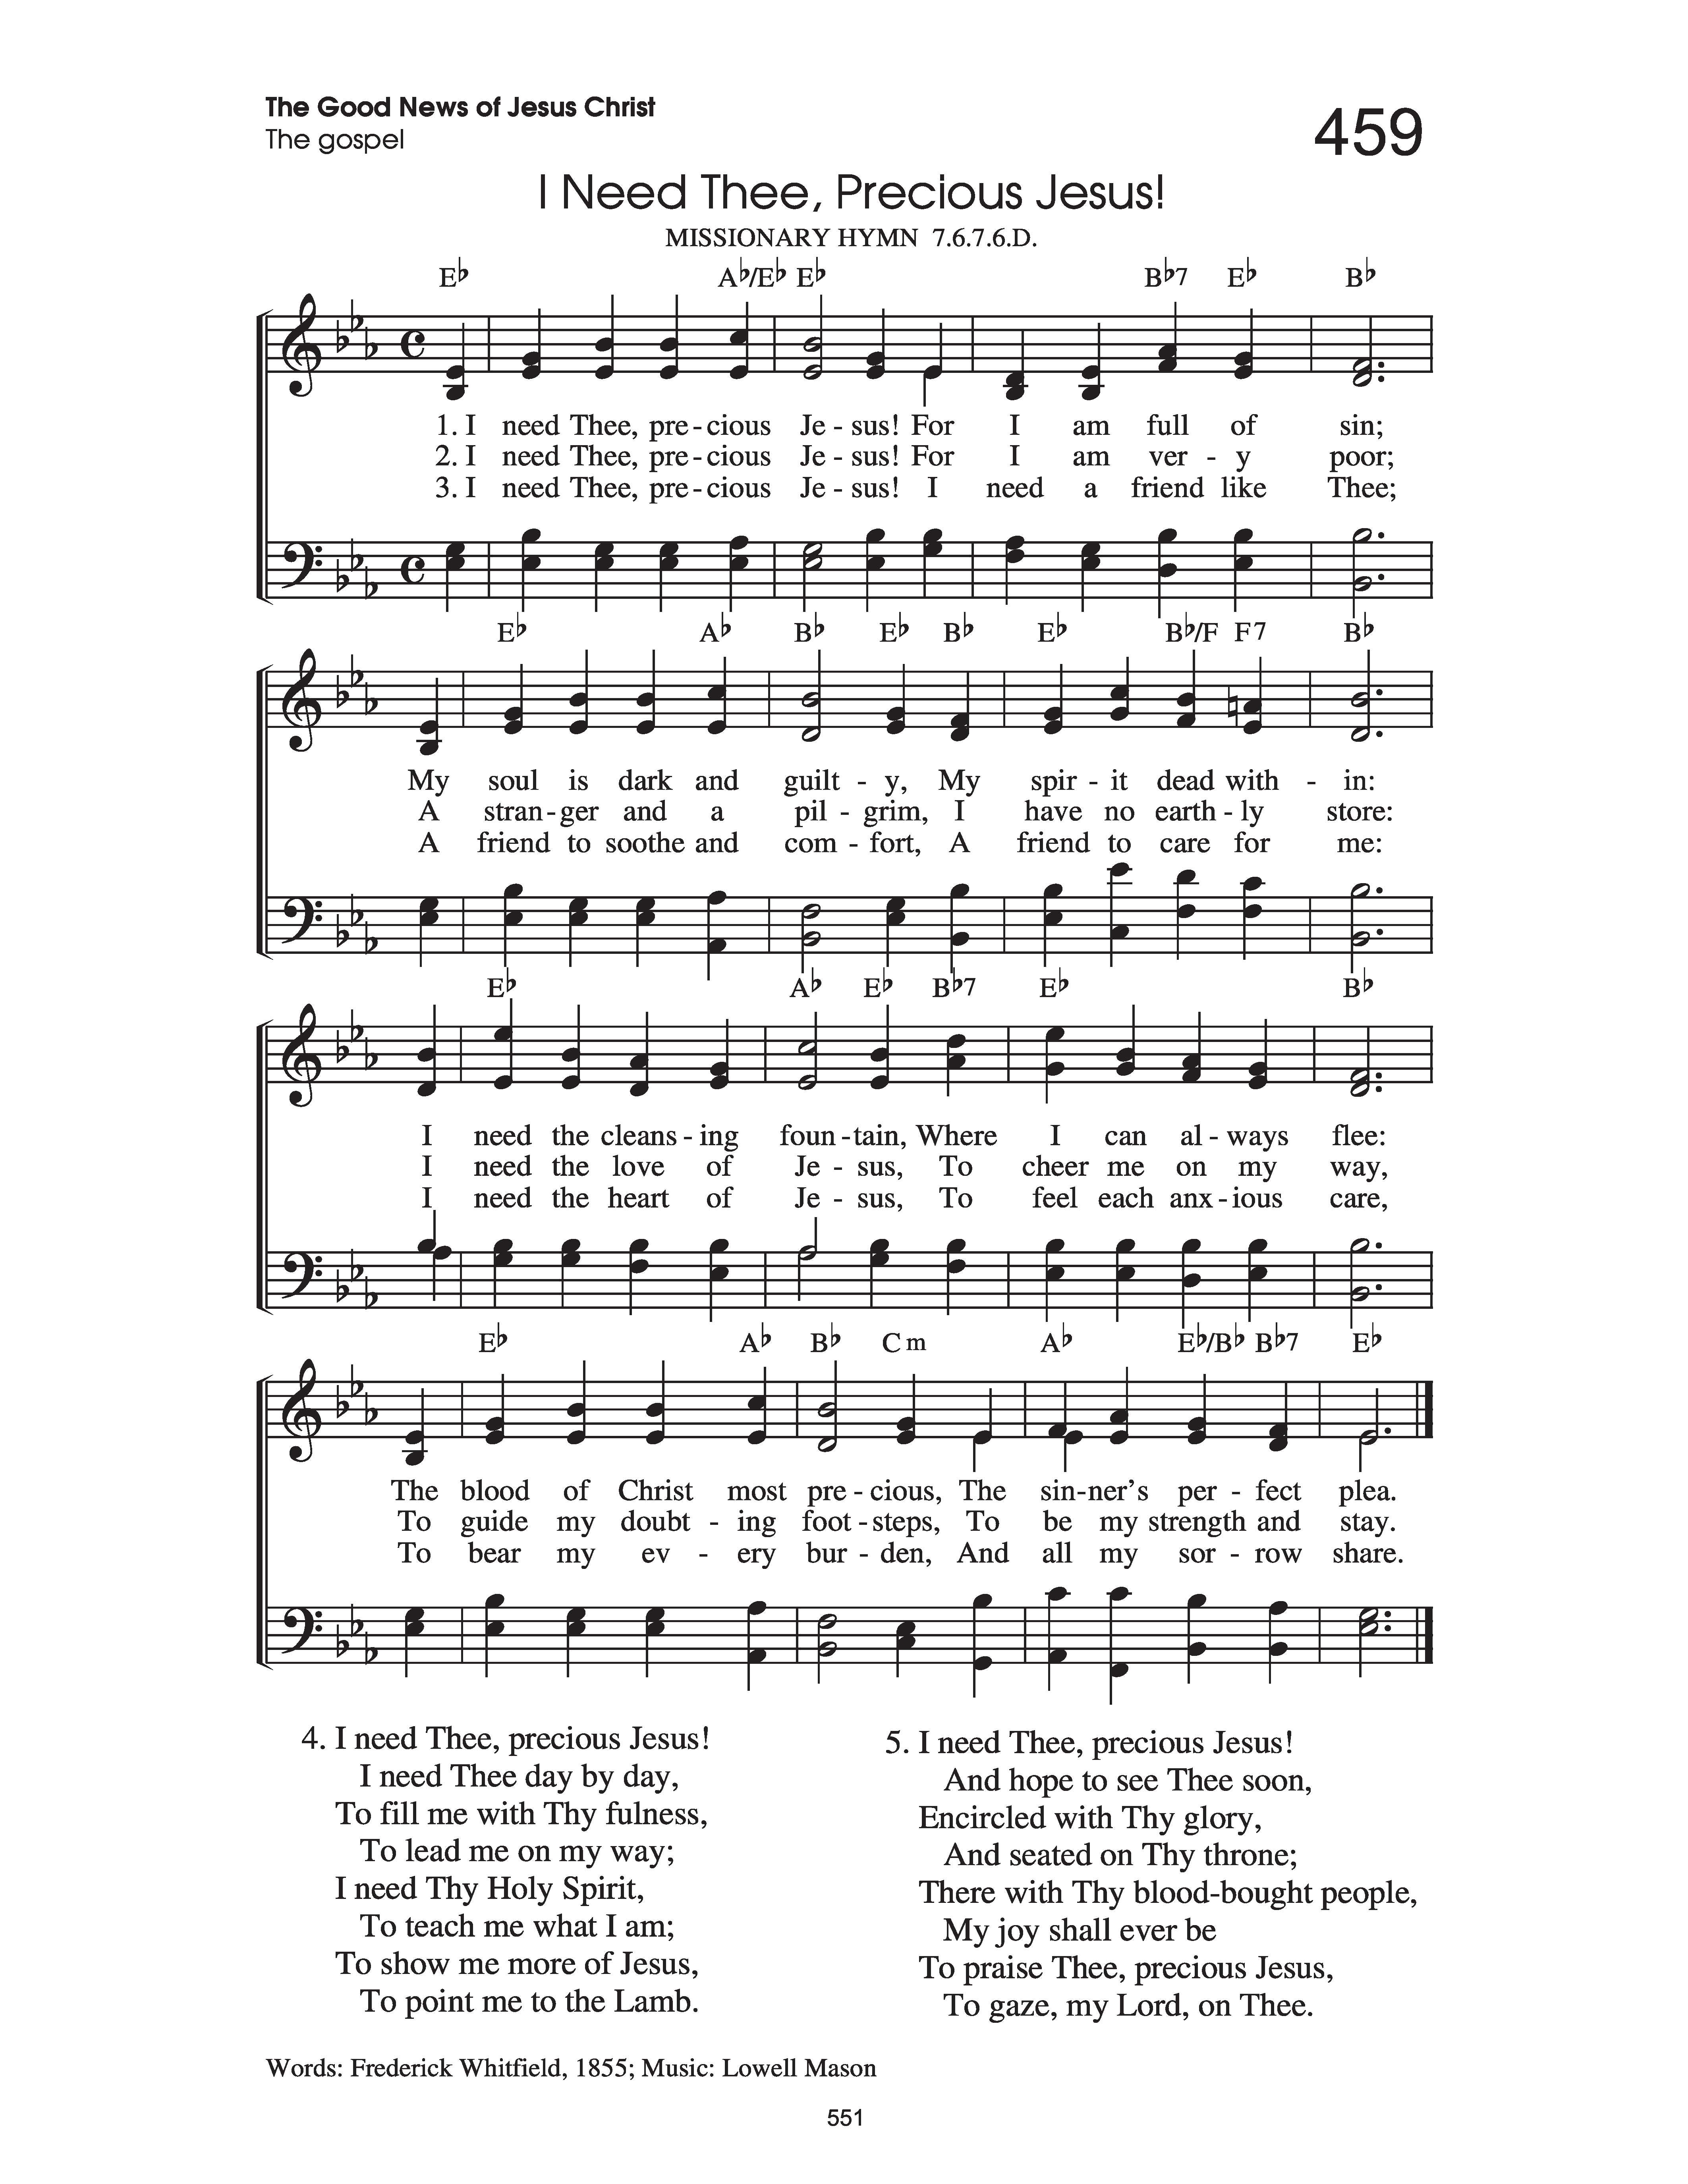 The Good News of Jesus Christ
The gospel
459
I Need Thee, Precious Jesus!
MISSIONARY HYMN 7.6.7.6.D.
E♭ A♭/E♭ E♭ B♭7 E♭ B♭
1. I need Thee, pre-cious Je - sus! For I am full of sin;
2. I need Thee, pre-cious Je - sus! For I am ver - y poor;
3. I need Thee, pre-cious Je - sus! I need a friend like Thee;
E♭ A♭ B♭ E♭ B♭ E♭ B♭/F F7 B♭
My soul is dark and guilt - y, My spir - it dead with - in:
A stran-ger and a pil - grim, I have no earth - ly store:
A friend to soothe and com - fort, A friend to care for me:
E♭ A♭ E♭ B♭7 E♭ B♭
I need the cleans - ing foun - tain, Where I can al - ways flee:
I need the love of Je - sus, To cheer me on my way,
I need the heart of Je - sus, To feel each anx - ious care,
E♭ A♭ B♭ Cm A♭ E♭/B♭ B♭7 E♭
The blood of Christ most pre - cious, The sin-ner's per - fect plea.
To guide my doubt - ing foot - steps, To be my strength and stay.
To bear my ev - ery bur - den, And all my sor - row share.
4. I need Thee, precious Jesus!
I need Thee day by day,
To fill me with Thy fulness,
To lead me on my way;
I need Thy Holy Spirit,
To teach me what I am;
To show me more of Jesus,
To point me to the Lamb.
5. I need Thee, precious Jesus!
And hope to see Thee soon,
Encircled with Thy glory,
And seated on Thy throne;
There with Thy blood-bought people,
My joy shall ever be
To praise Thee, precious Jesus,
To gaze, my Lord, on Thee.
Words: Frederick Whitfield, 1855; Music: Lowell Mason
551